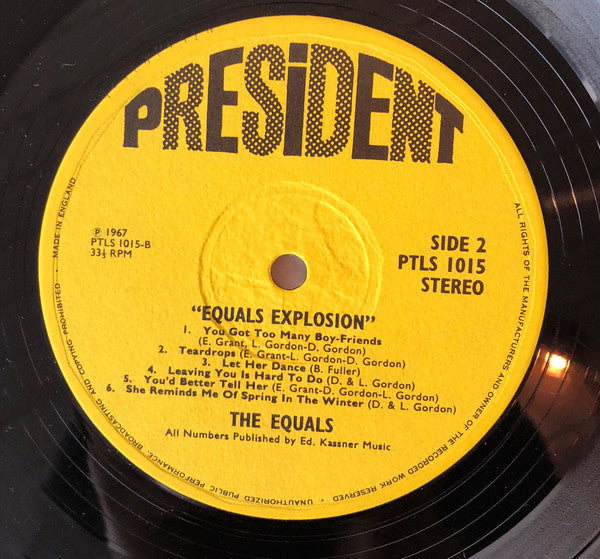 PRESiDENT
℗ 1967
PTLS 1015-B
33⅓ RPM
SIDE 2
PTLS 1015
STEREO
"EQUALS EXPLOSION"
1. You Got Too Many Boy-Friends
(E. Grant, L. Gordon-D. Gordon)
2. Teardrops (E. Grant-L. Gordon-D. Gordon)
3. Let Her Dance (B. Fuller)
4. Leaving You Is Hard To Do (D. & L. Gordon)
5. You'd Better Tell Her (E. Grant-D. Gordon-L. Gordon)
6. She Reminds Me Of Spring In The Winter (D. & L. Gordon)
THE EQUALS
All Numbers Published by Ed. Kassner Music
ALL RIGHTS OF THE MANUFACTURERS AND OWNER OF THE RECORDED WORK RESERVED · UNAUTHORIZED PUBLIC PERFORMANCE, BROADCASTING AND COPYING PROHIBITED · MADE IN ENGLAND